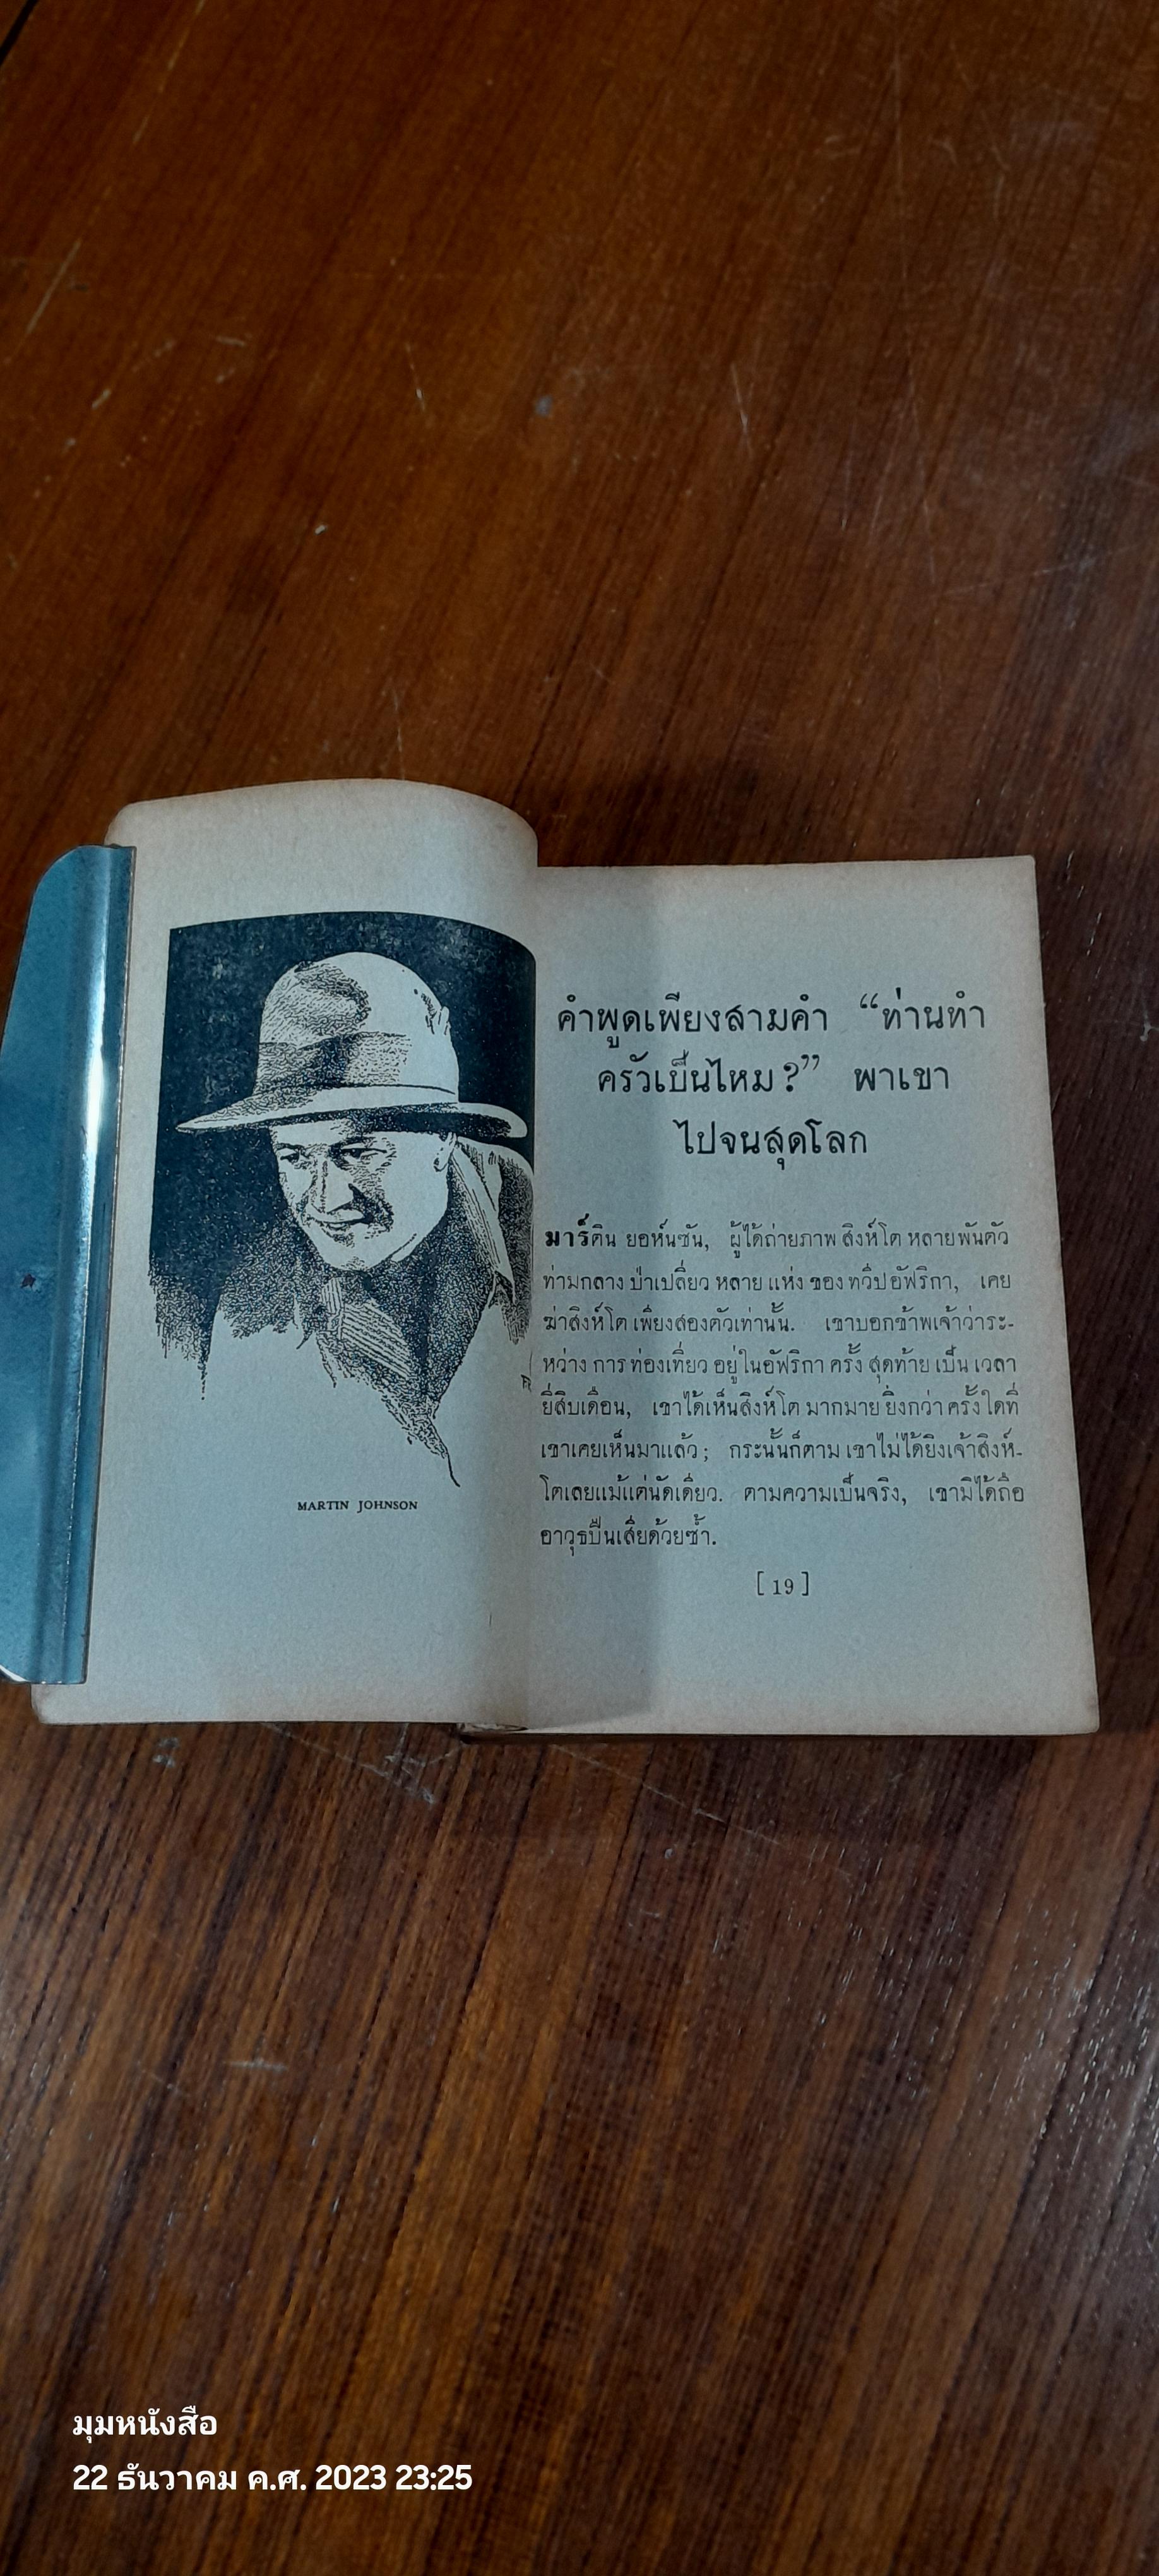 MARTIN JOHNSON
คำพูดเพียงสามคำ “ท่านทำ
ครัวเป็นไหม?” พาเขา
ไปจนสุดโลก
มาร์ติน ยอห์นซัน, ผู้ได้ถ่ายภาพ สิงห์โต หลายพันตัว
ท่ามกลาง ป่าเปลี่ยว หลาย แห่ง ของ ทวีป อัฟริกา, เคย
ฆ่าสิงห์โต เพียงสองตัวเท่านั้น. เขาบอกข้าพเจ้าว่าระ-
หว่าง การ ท่องเที่ยว อยู่ ในอัฟริกา ครั้ง สุดท้าย เป็น เวลา
ยี่สิบเดือน, เขาได้เห็นสิงห์โต มากมาย ยิ่งกว่า ครั้งใดที่
เขาเคยเห็นมาแล้ว; กระนั้นก็ตาม เขาไม่ได้ยิงเจ้าสิงห์-
โตเลยแม้แต่นัดเดียว. ตามความเป็นจริง, เขามิได้ถือ
อาวุธปืนเสียด้วยซ้ำ.
[ 19 ]
มุมหนังสือ
22 ธันวาคม ค.ศ. 2023 23:25